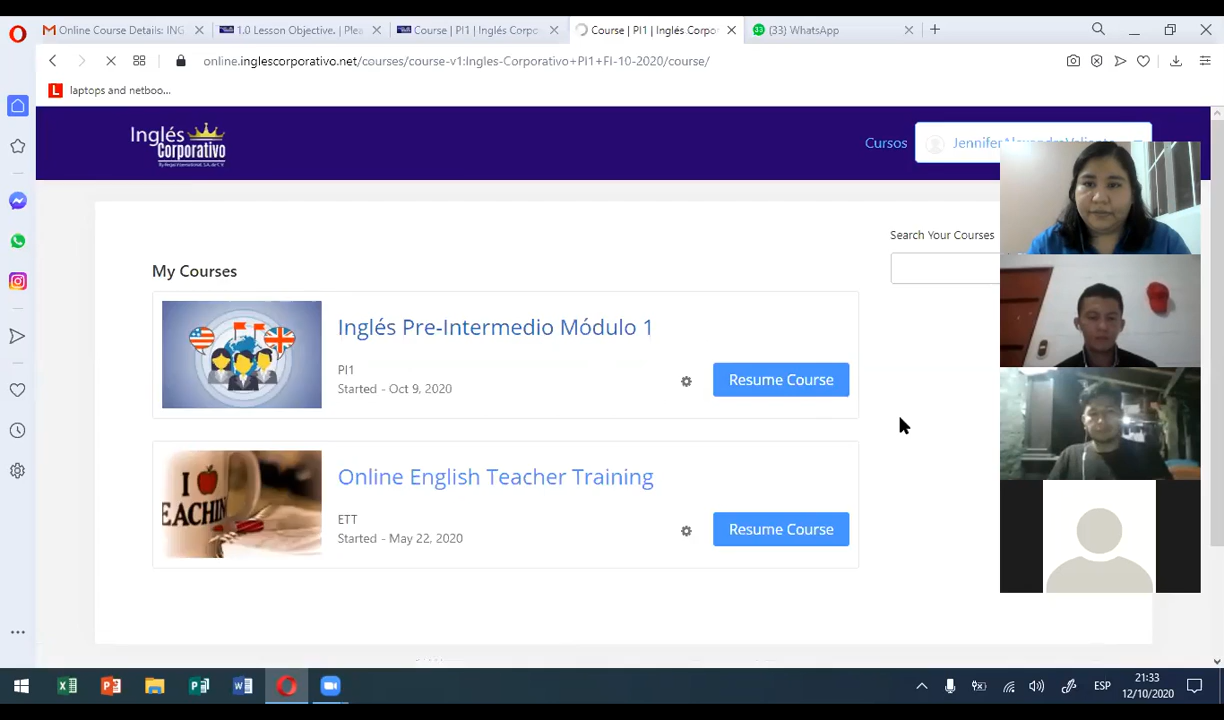 Online Course Details: ING
1.0 Lesson Objective. | Plea
Course | PI1 | Inglés Corpo
Course | PI1 | Inglés Corpo
(33) WhatsApp
online.inglescorporativo.net/courses/course-v1:Ingles-Corporativo+PI1+FI-10-2020/course/
L laptops and netboo...
Inglés
Corporativo
Cursos
Jennifer
Search Your Courses
My Courses
Inglés Pre-Intermedio Módulo 1
PI1
Started - Oct 9, 2020
Resume Course
I
EACHIN
Online English Teacher Training
ETT
Started - May 22, 2020
Resume Course
ESP
21:33
12/10/2020